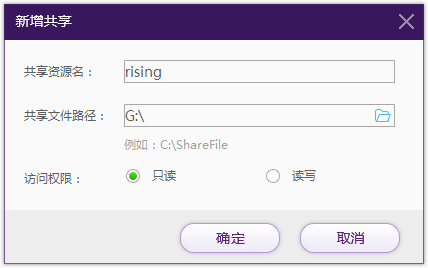 新增共享
共享资源名： rising
共享文件路径： G:\
例如：C:\ShareFile
访问权限： 只读 读写
确定 取消